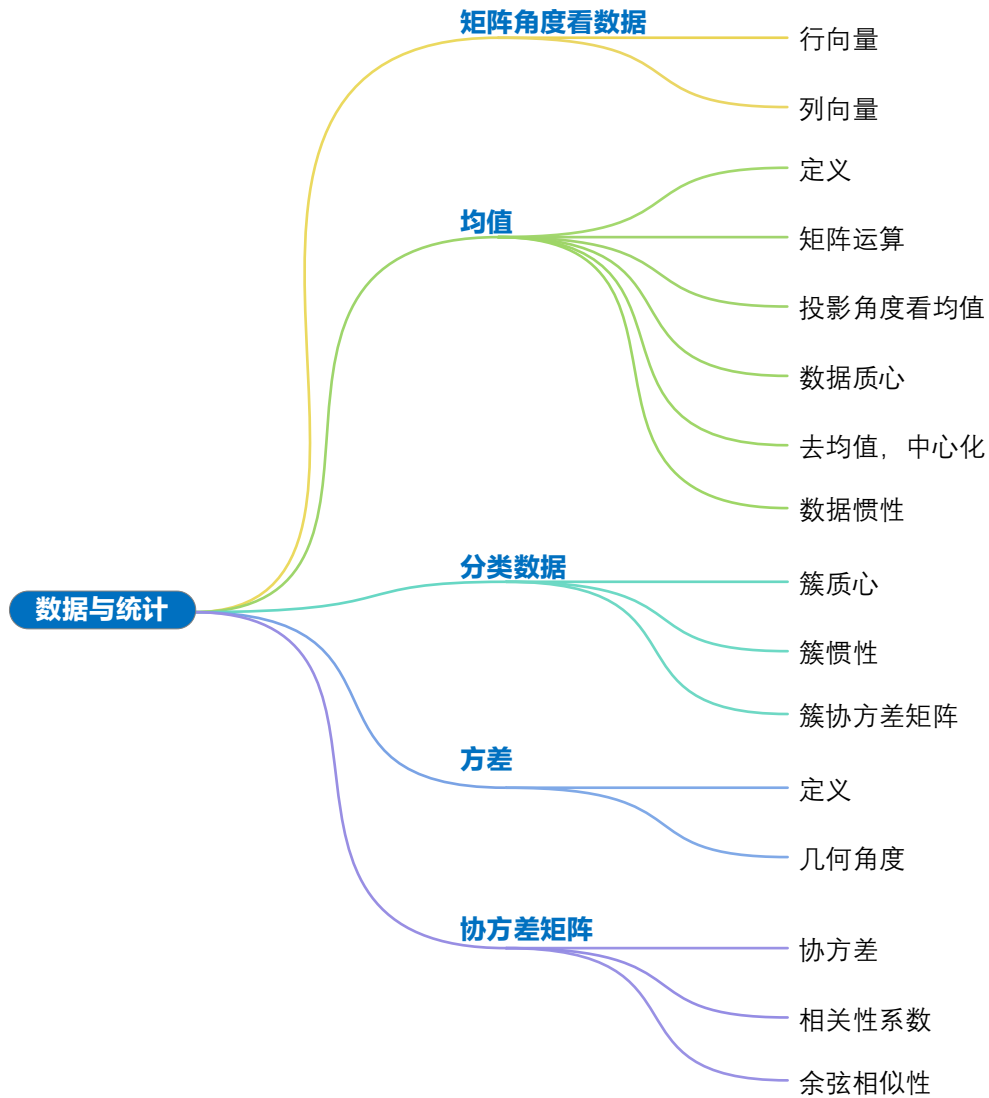 矩阵角度看数据
行向量
列向量
均值
定义
矩阵运算
投影角度看均值
数据质心
去均值，中心化
数据惯性
数据与统计
分类数据
簇质心
簇惯性
簇协方差矩阵
方差
定义
几何角度
协方差矩阵
协方差
相关性系数
余弦相似性